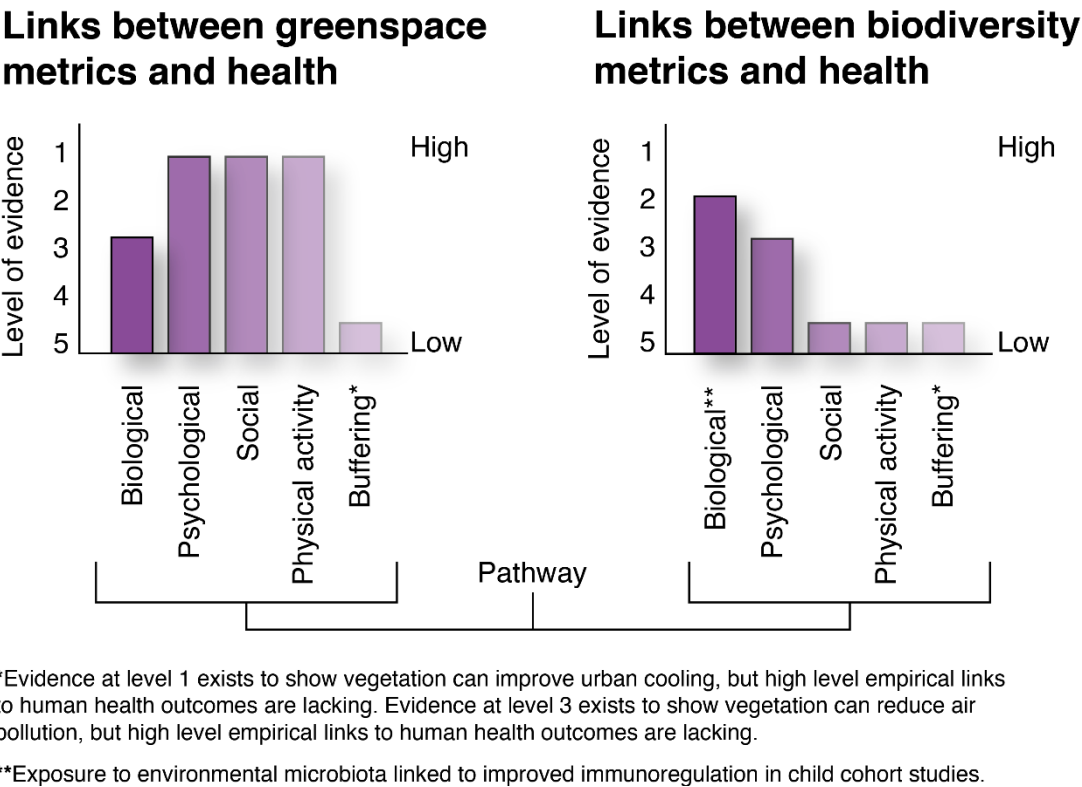 Links between greenspace
metrics and health
Level of evidence
1
2
3
4
5
High
Low
Biological
Psychological
Social
Physical activity
Buffering*
Links between biodiversity
metrics and health
Level of evidence
1
2
3
4
5
High
Low
Biological**
Psychological
Social
Physical activity
Buffering*
Pathway
*Evidence at level 1 exists to show vegetation can improve urban cooling, but high level empirical links
to human health outcomes are lacking. Evidence at level 3 exists to show vegetation can reduce air
pollution, but high level empirical links to human health outcomes are lacking.
**Exposure to environmental microbiota linked to improved immunoregulation in child cohort studies.